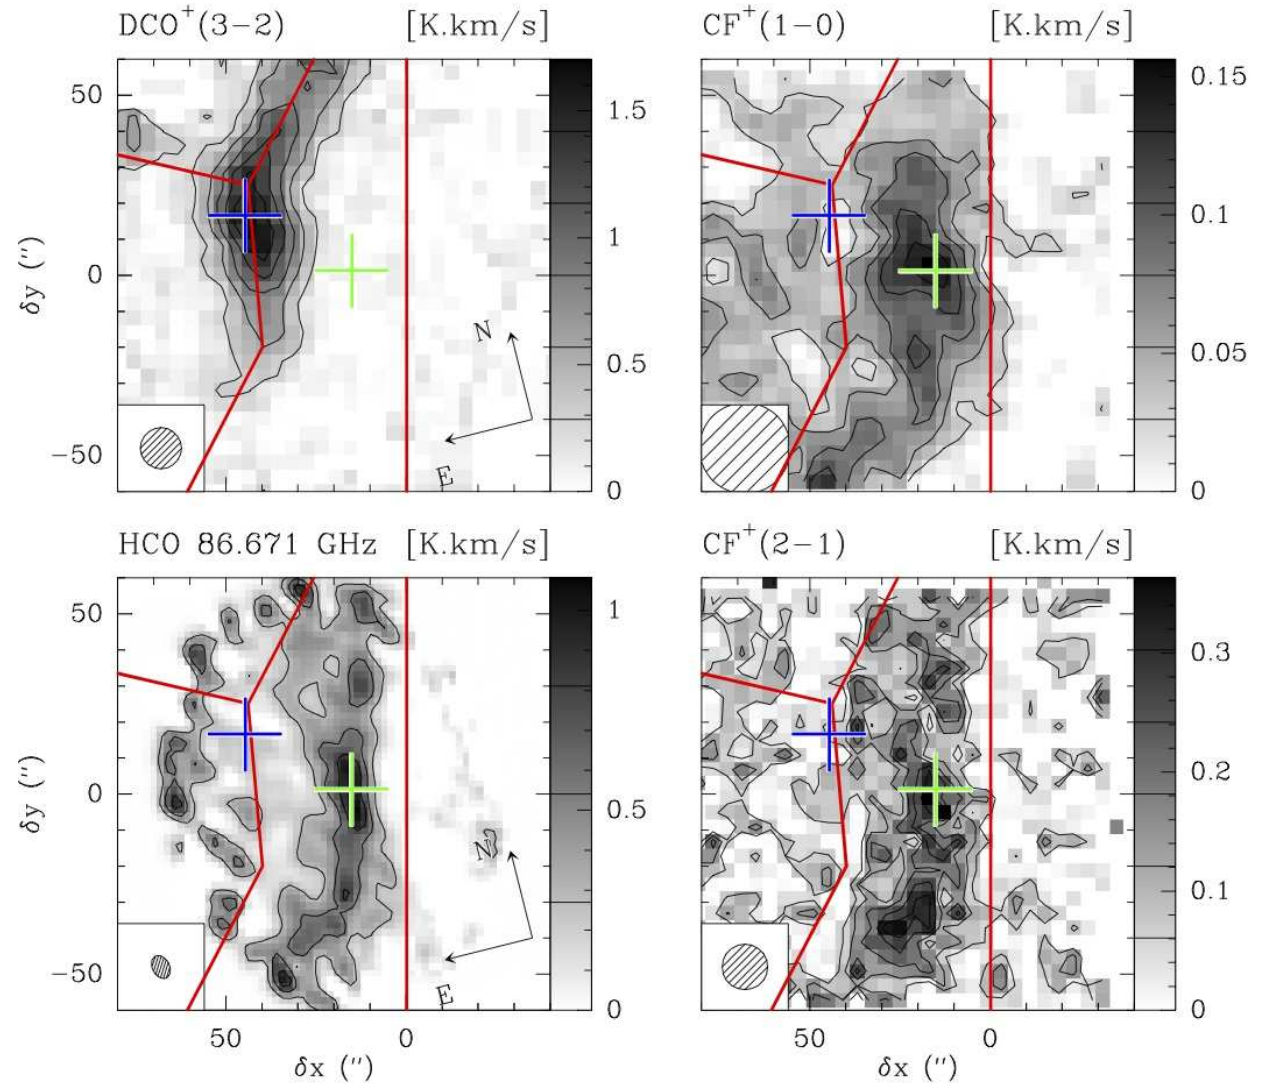 DCO⁺(3−2) [K.km/s]
CF⁺(1−0) [K.km/s]
50
0
−50
δy (″)
N
E
1.5
1
0.5
0
0.15
0.1
0.05
0
HCO 86.671 GHz [K.km/s]
CF⁺(2−1) [K.km/s]
50
0
−50
δy (″)
N
E
1
0.5
0
0.3
0.2
0.1
0
50 0
δx (″)
50 0
δx (″)